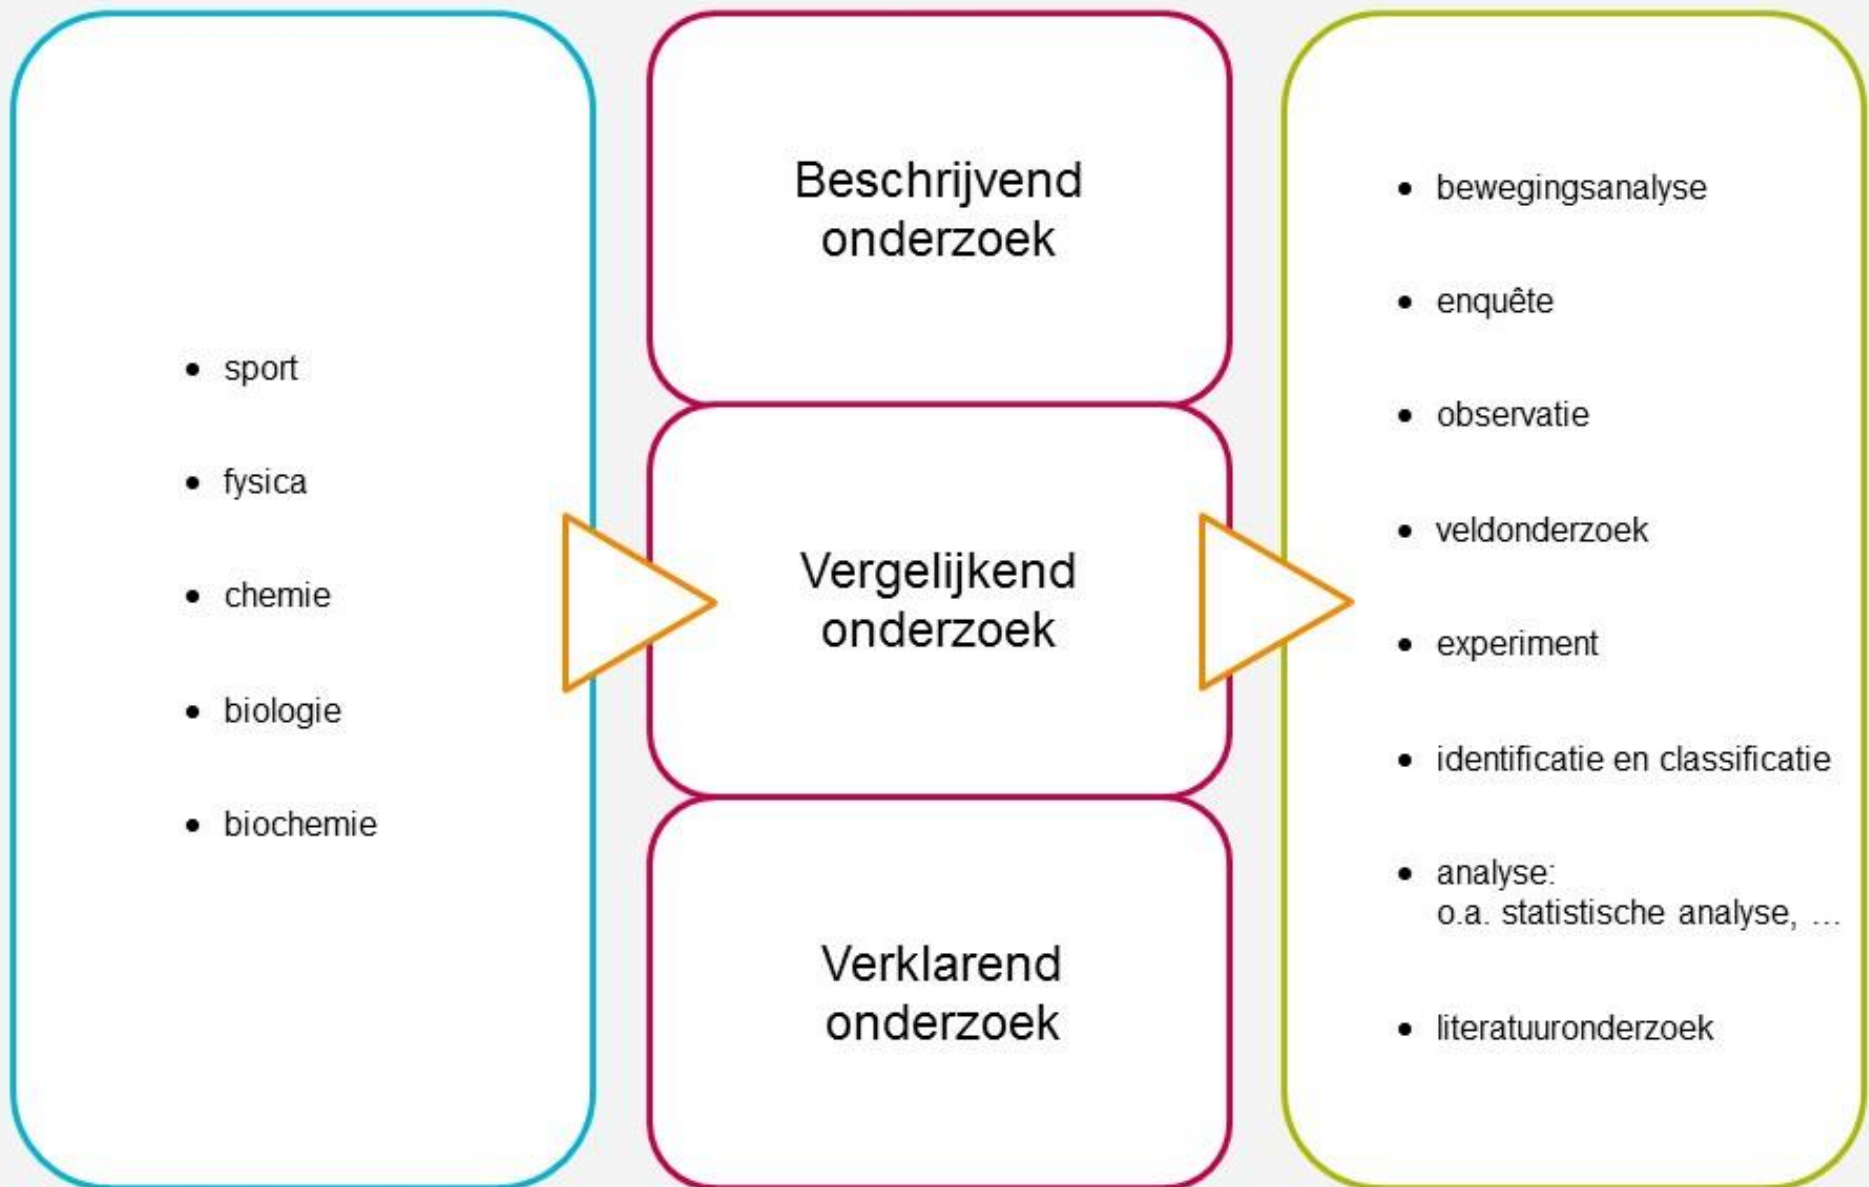 • sport
• fysica
• chemie
• biologie
• biochemie
Beschrijvend
onderzoek
Vergelijkend
onderzoek
Verklarend
onderzoek
• bewegingsanalyse
• enquête
• observatie
• veldonderzoek
• experiment
• identificatie en classificatie
• analyse:
o.a. statistische analyse, ...
• literatuuronderzoek